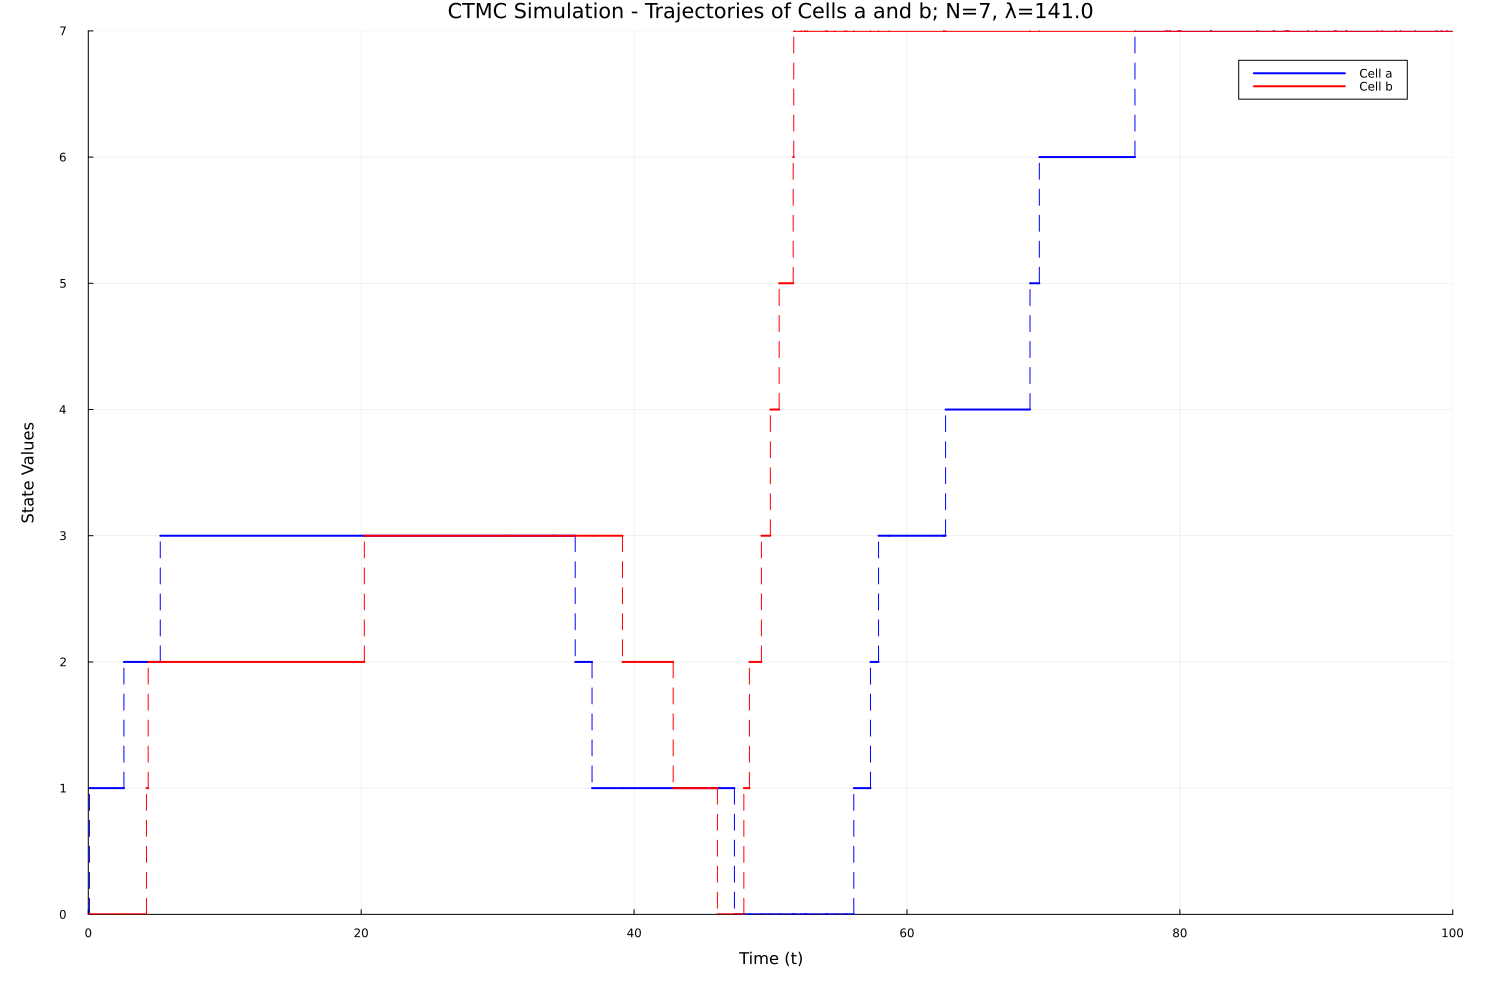 CTMC Simulation - Trajectories of Cells a and b; N=7, λ=141.0
7
Cell a
Cell b
6
5
4
State Values
3
2
1
0
0 20 40 60 80 100
Time (t)